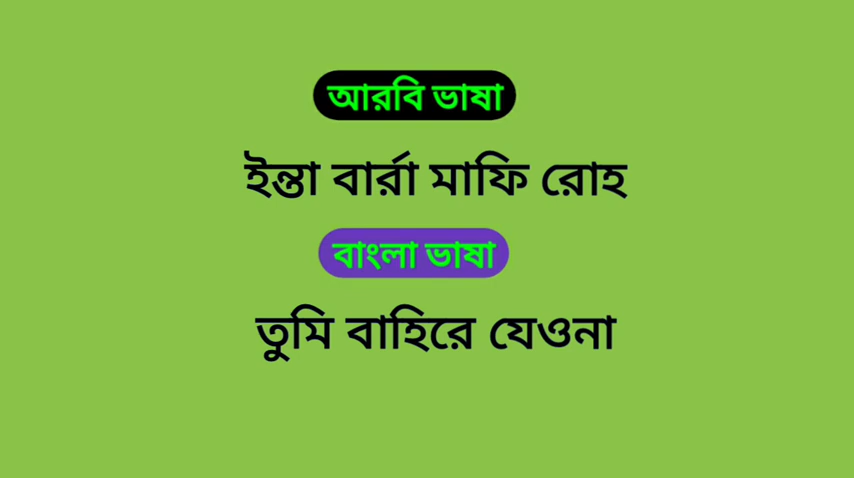 আরবি ভাষা
ইন্তা বার্রা মাফি রোহ
বাংলা ভাষা
তুমি বাহিরে যেওনা